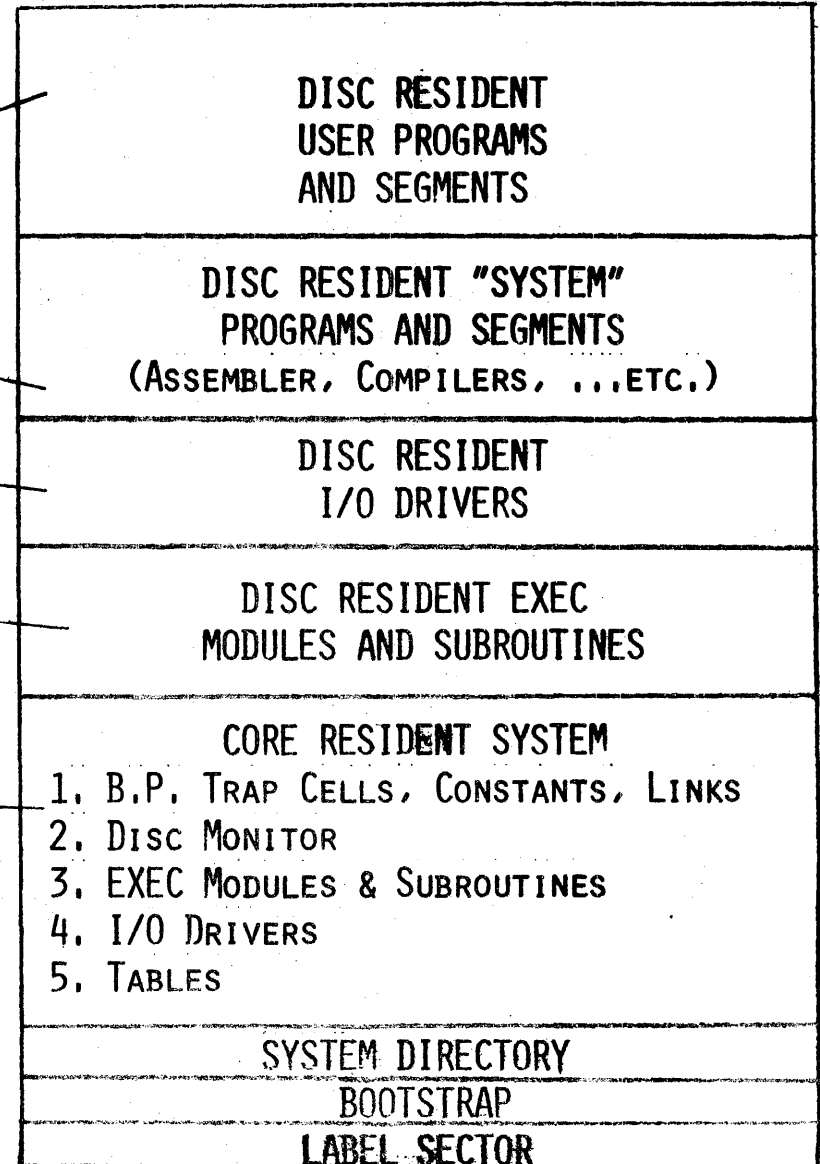 DISC RESIDENT
USER PROGRAMS
AND SEGMENTS
DISC RESIDENT "SYSTEM"
PROGRAMS AND SEGMENTS
(ASSEMBLER, COMPILERS, ...ETC.)
DISC RESIDENT
I/O DRIVERS
DISC RESIDENT EXEC
MODULES AND SUBROUTINES
CORE RESIDENT SYSTEM
1. B.P. TRAP CELLS, CONSTANTS, LINKS
2. DISC MONITOR
3. EXEC MODULES & SUBROUTINES
4. I/O DRIVERS
5. TABLES
SYSTEM DIRECTORY
BOOTSTRAP
LABEL SECTOR